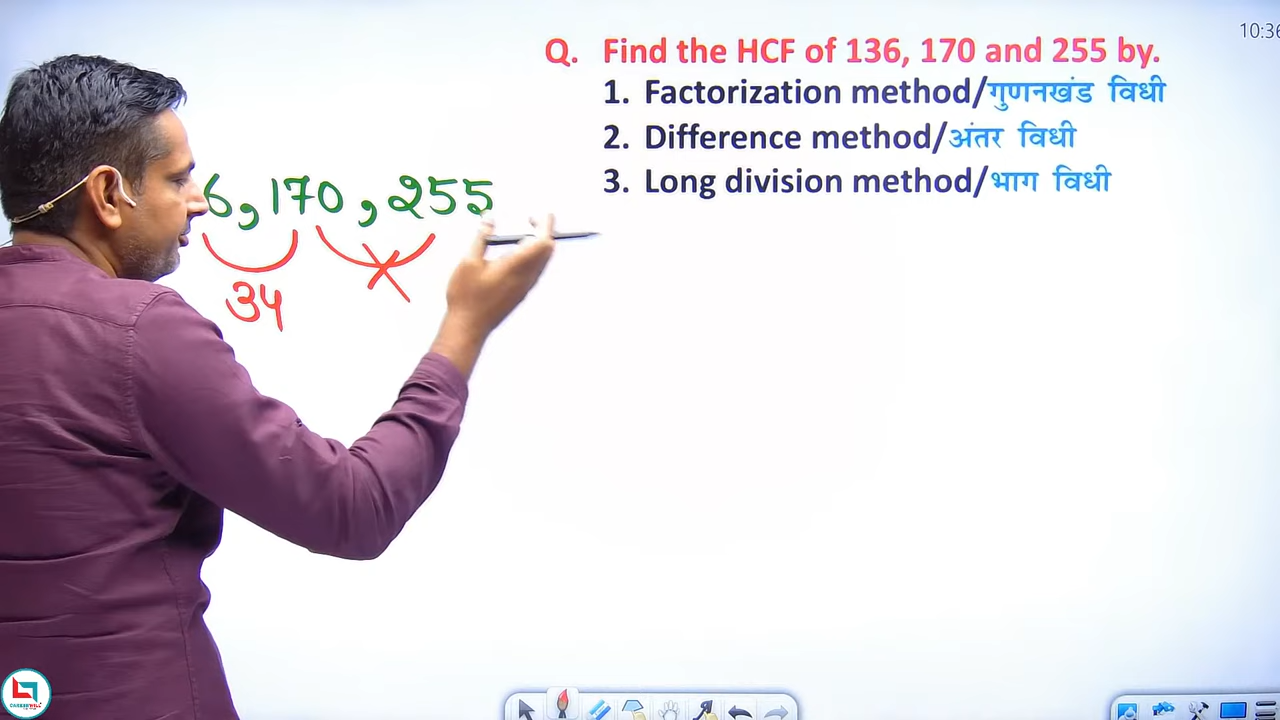 10:36
Q. Find the HCF of 136, 170 and 255 by.
1. Factorization method/गुणनखंड विधी
2. Difference method/अंतर विधी
3. Long division method/भाग विधी
6, 170, 255
34
CAREERWILL